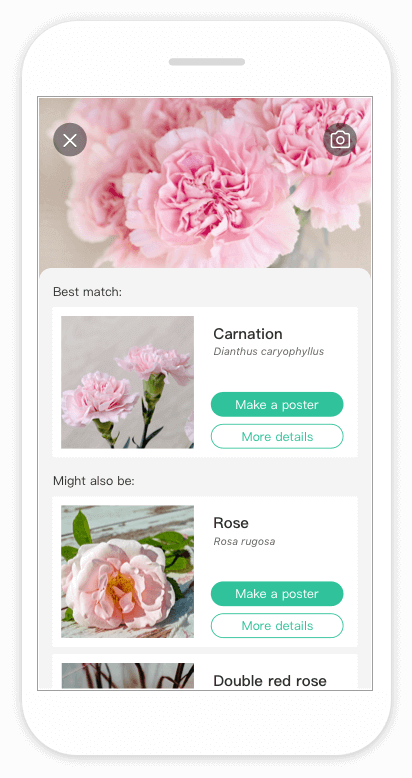 Best match:
Carnation
Dianthus caryophyllus
Make a poster
More details
Might also be:
Rose
Rosa rugosa
Make a poster
More details
Double red rose